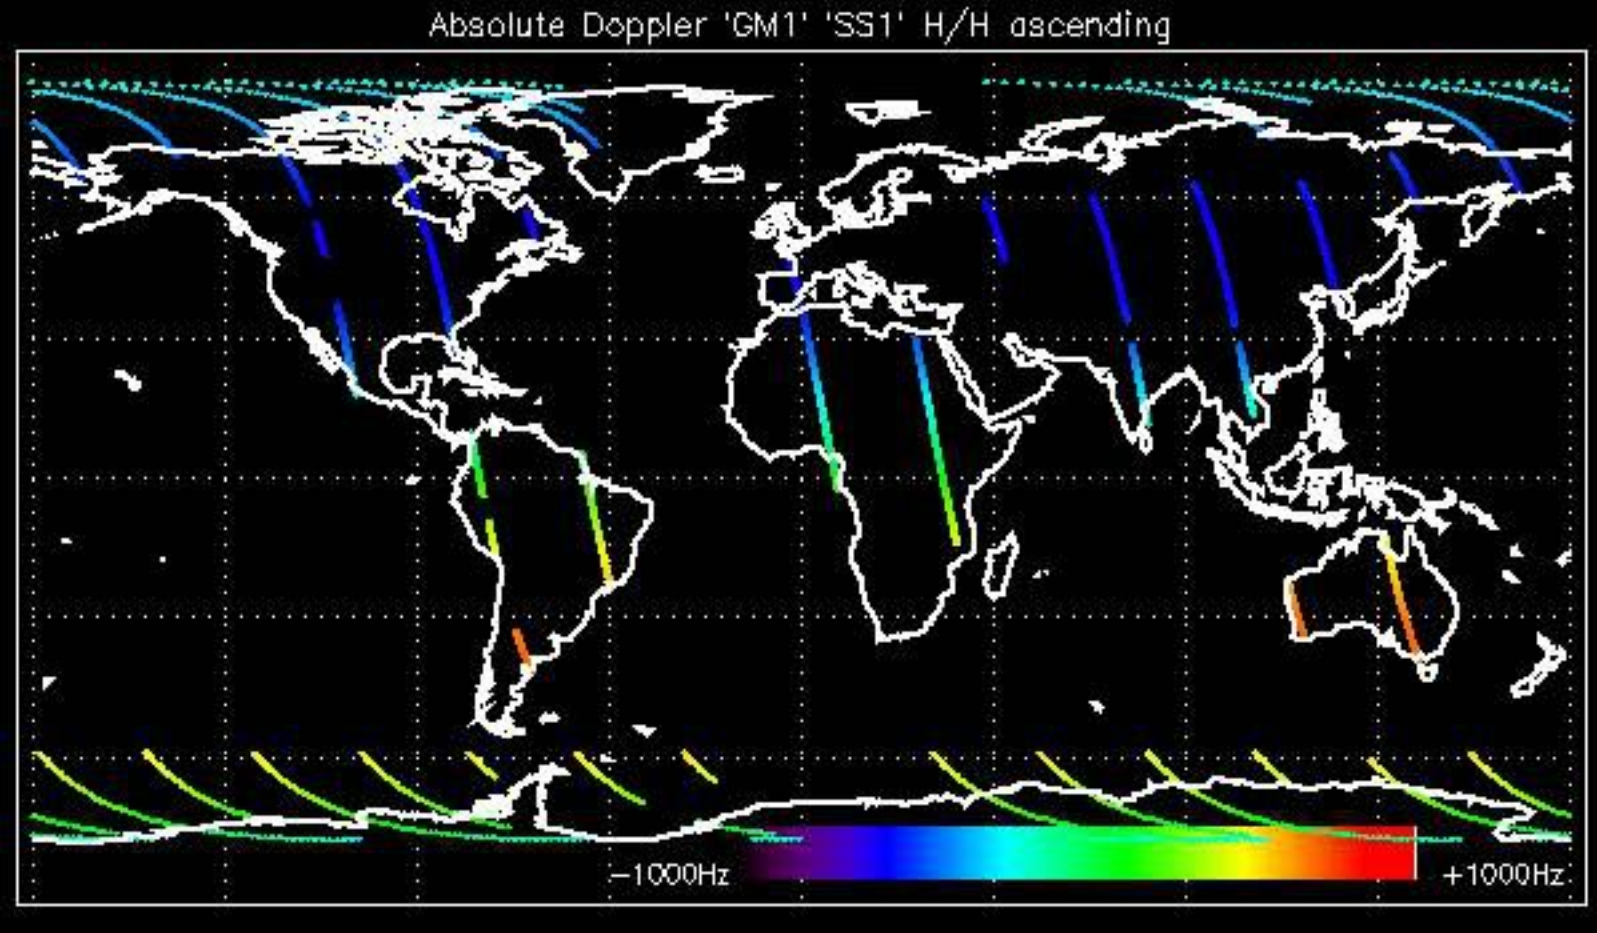 Absolute Doppler 'GM1' 'SS1' H/H ascending
−1000Hz
+1000Hz